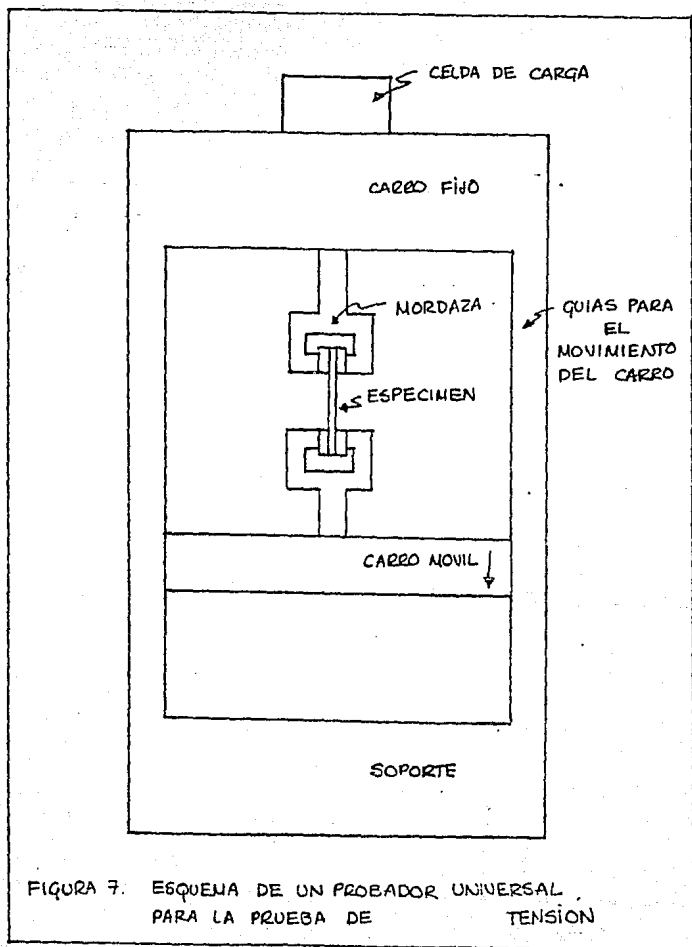 CELDA DE CARGA
CARRO FIJO
MORDAZA
GUIAS PARA
EL
MOVIMIENTO
DEL CARRO
ESPECIMEN
CARRO MOVIL
SOPORTE
FIGURA 7. ESQUEMA DE UN PROBADOR UNIVERSAL
PARA LA PRUEBA DE TENSION